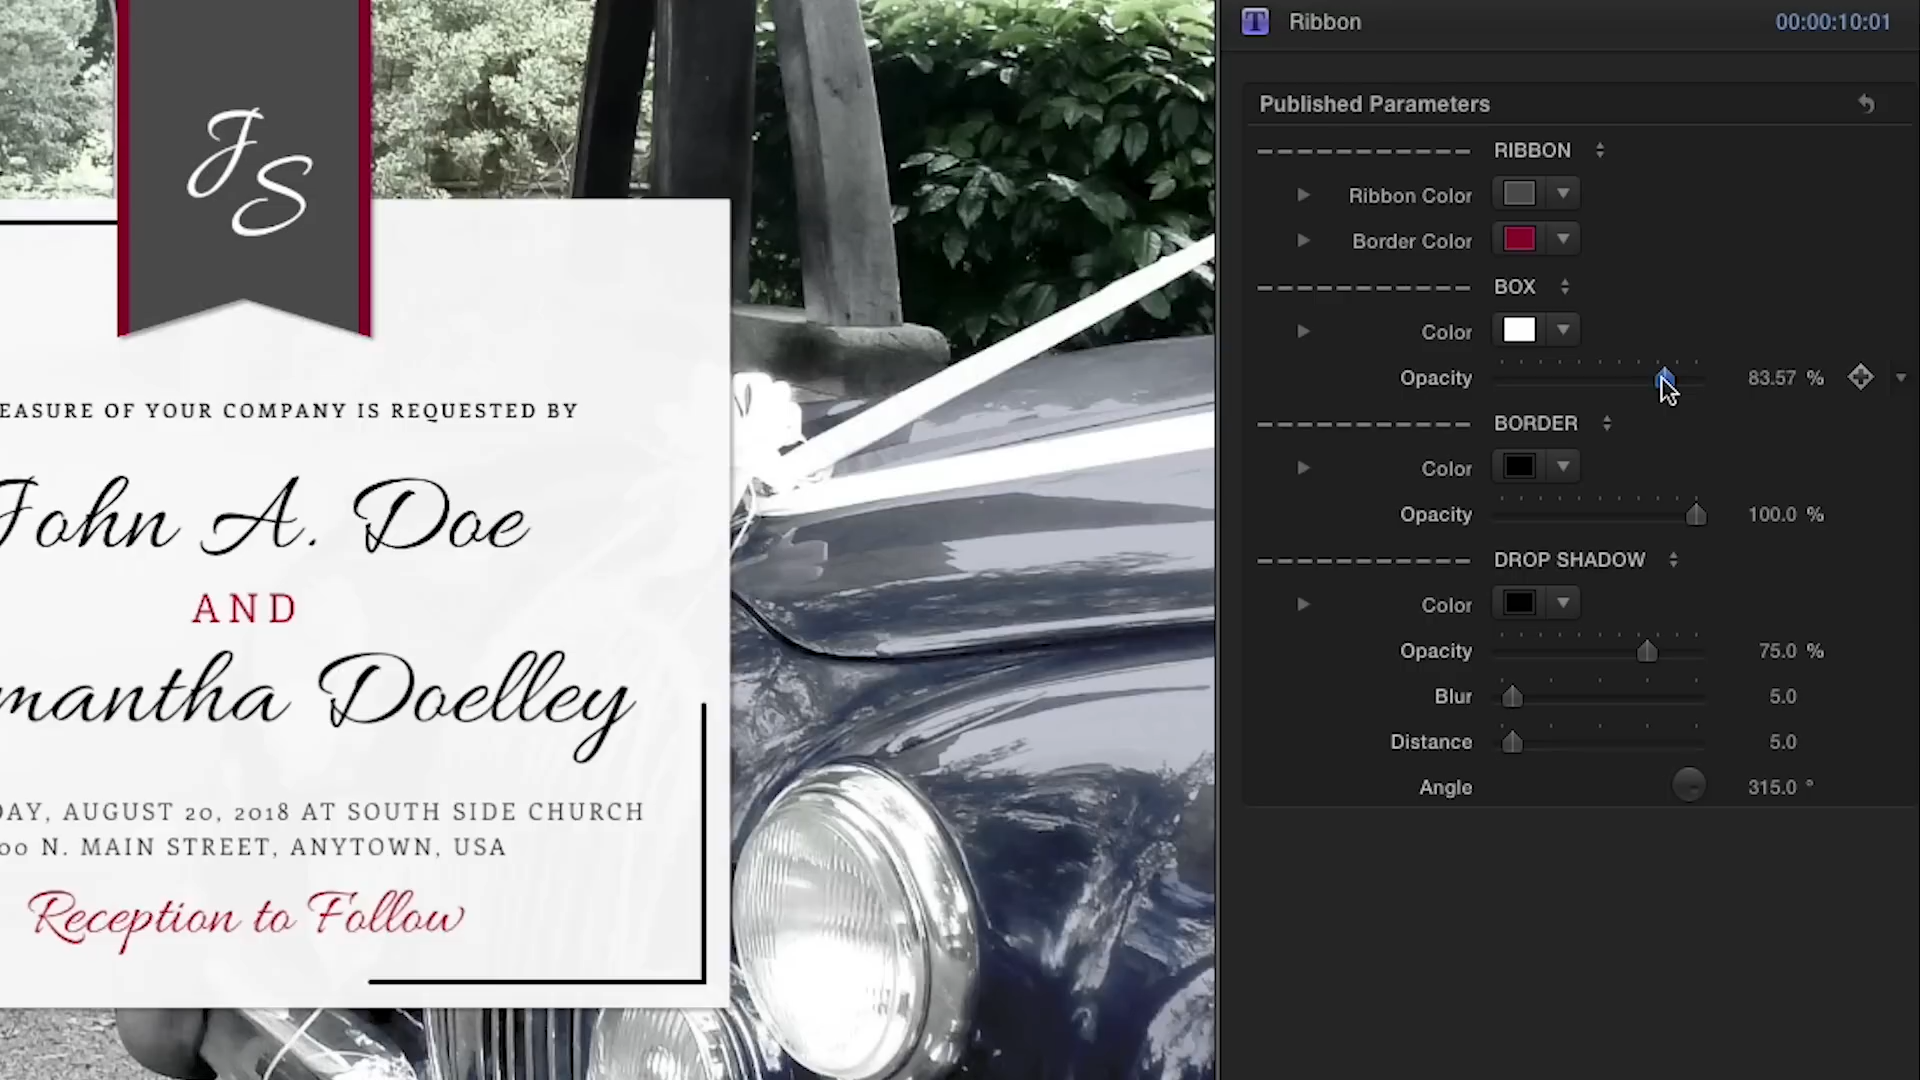 J
S
EASURE OF YOUR COMPANY IS REQUESTED BY
John A. Doe
AND
mantha Doelley
DAY, AUGUST 20, 2018 AT SOUTH SIDE CHURCH
00 N. MAIN STREET, ANYTOWN, USA
Reception to Follow
T Ribbon 00:00:10:01
Published Parameters
----------- RIBBON
Ribbon Color
Border Color
----------- BOX
Color
Opacity 83.57 %
----------- BORDER
Color
Opacity 100.0 %
----------- DROP SHADOW
Color
Opacity 75.0 %
Blur 5.0
Distance 5.0
Angle 315.0 °